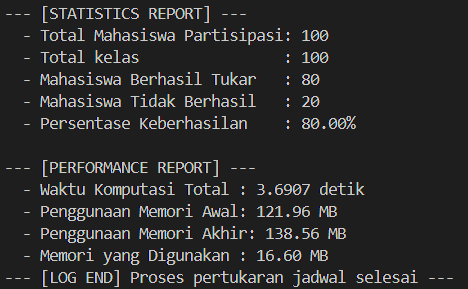 --- [STATISTICS REPORT] ---
- Total Mahasiswa Partisipasi: 100
- Total kelas : 100
- Mahasiswa Berhasil Tukar : 80
- Mahasiswa Tidak Berhasil : 20
- Persentase Keberhasilan : 80.00%
--- [PERFORMANCE REPORT] ---
- Waktu Komputasi Total : 3.6907 detik
- Penggunaan Memori Awal: 121.96 MB
- Penggunaan Memori Akhir: 138.56 MB
- Memori yang Digunakan : 16.60 MB
--- [LOG END] Proses pertukaran jadwal selesai ---